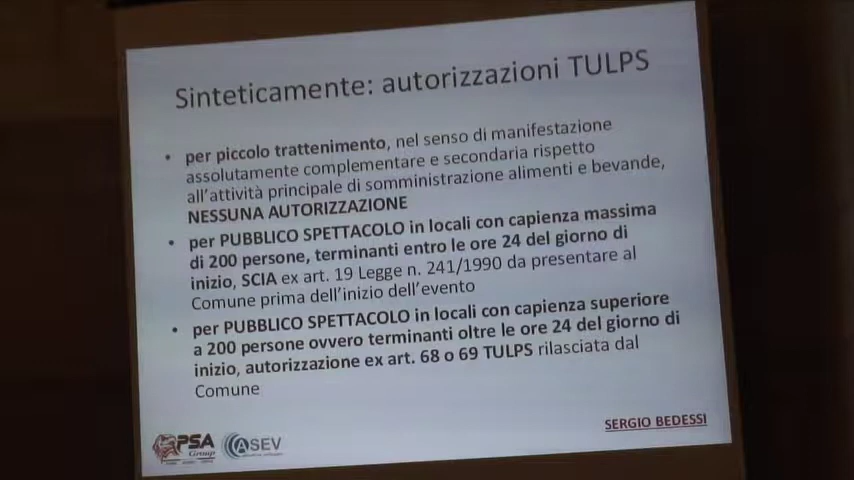 Sinteticamente: autorizzazioni TULPS
• per piccolo trattenimento, nel senso di manifestazione
assolutamente complementare e secondaria rispetto
all'attività principale di somministrazione alimenti e bevande,
NESSUNA AUTORIZZAZIONE
• per PUBBLICO SPETTACOLO in locali con capienza massima
di 200 persone, terminanti entro le ore 24 del giorno di
inizio, SCIA ex art. 19 Legge n. 241/1990 da presentare al
Comune prima dell'inizio dell'evento
• per PUBBLICO SPETTACOLO in locali con capienza superiore
a 200 persone ovvero terminanti oltre le ore 24 del giorno di
inizio, autorizzazione ex art. 68 o 69 TULPS rilasciata dal
Comune
PSA
Group
ASEV
SERGIO BEDESSI